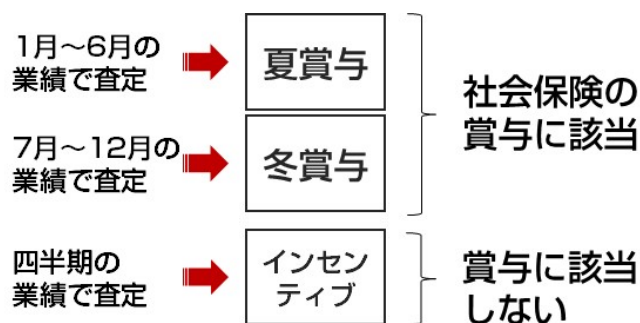 1月〜6月の
業績で査定
夏賞与
7月〜12月の
業績で査定
冬賞与
社会保険の
賞与に該当
四半期の
業績で査定
インセン
ティブ
賞与に該当
しない